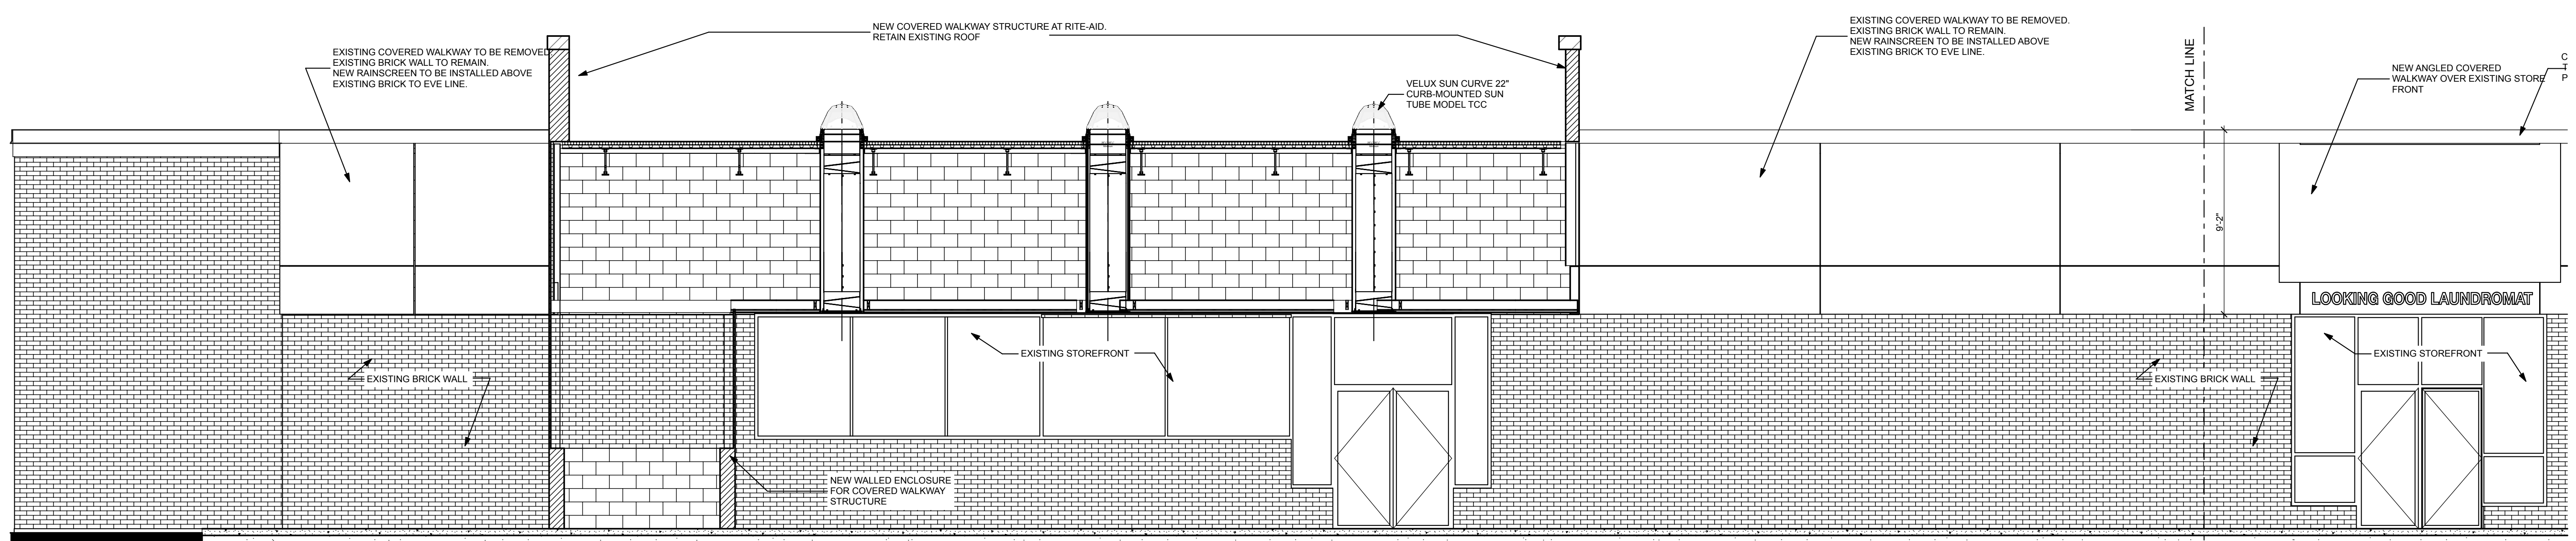 EXISTING COVERED WALKWAY TO BE REMOVED.
EXISTING BRICK WALL TO REMAIN.
NEW RAINSCREEN TO BE INSTALLED ABOVE
EXISTING BRICK TO EVE LINE.
NEW COVERED WALKWAY STRUCTURE AT RITE-AID.
RETAIN EXISTING ROOF
VELUX SUN CURVE 22"
CURB-MOUNTED SUN
TUBE MODEL TCC
EXISTING COVERED WALKWAY TO BE REMOVED.
EXISTING BRICK WALL TO REMAIN.
NEW RAINSCREEN TO BE INSTALLED ABOVE
EXISTING BRICK TO EVE LINE.
MATCH LINE
NEW ANGLED COVERED
WALKWAY OVER EXISTING STORE
FRONT
C
T
P
9'-2"
LOOKING GOOD LAUNDROMAT
EXISTING STOREFRONT
EXISTING STOREFRONT
EXISTING BRICK WALL
EXISTING BRICK WALL
NEW WALLED ENCLOSURE
FOR COVERED WALKWAY
STRUCTURE